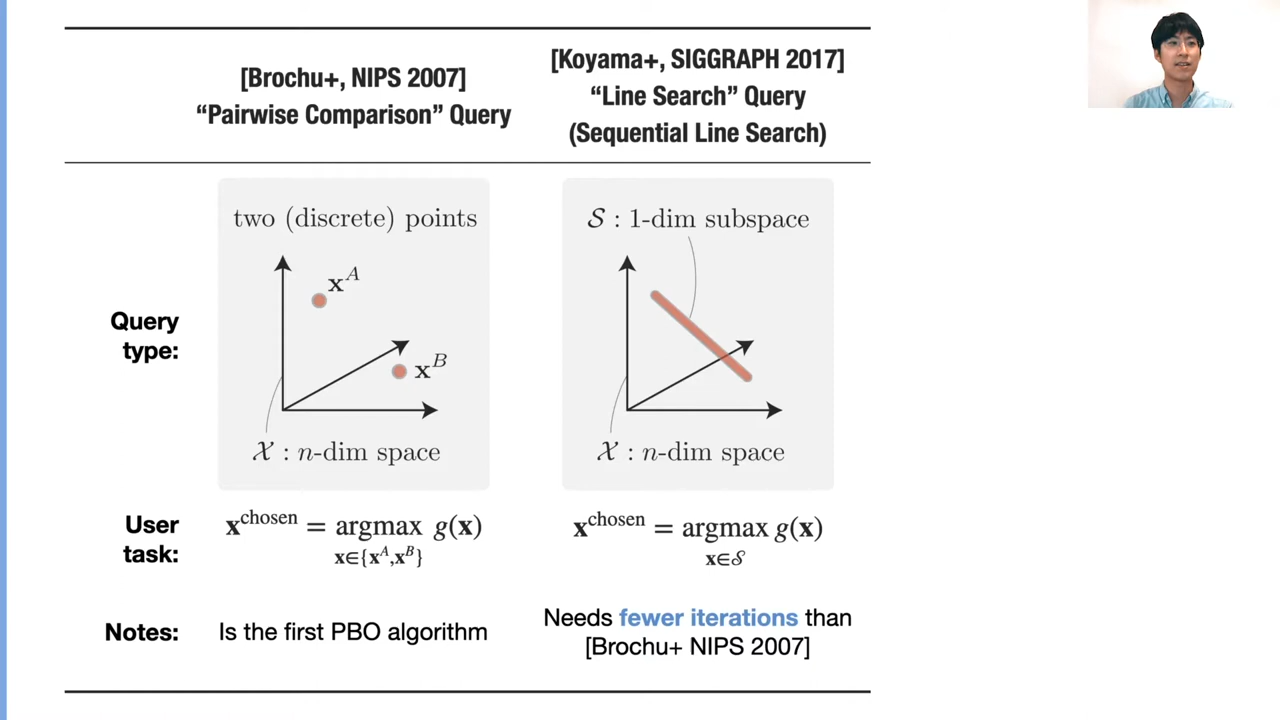 [Brochu+, NIPS 2007]
“Pairwise Comparison” Query
[Koyama+, SIGGRAPH 2017]
“Line Search” Query
(Sequential Line Search)
Query
type:
two (discrete) points
x^A
x^B
𝒳 : n-dim space
𝒮 : 1-dim subspace
𝒳 : n-dim space
User
task:
x^chosen = argmax g(x)
x∈{x^A,x^B}
x^chosen = argmax g(x)
x∈𝒮
Notes:
Is the first PBO algorithm
Needs fewer iterations than
[Brochu+ NIPS 2007]